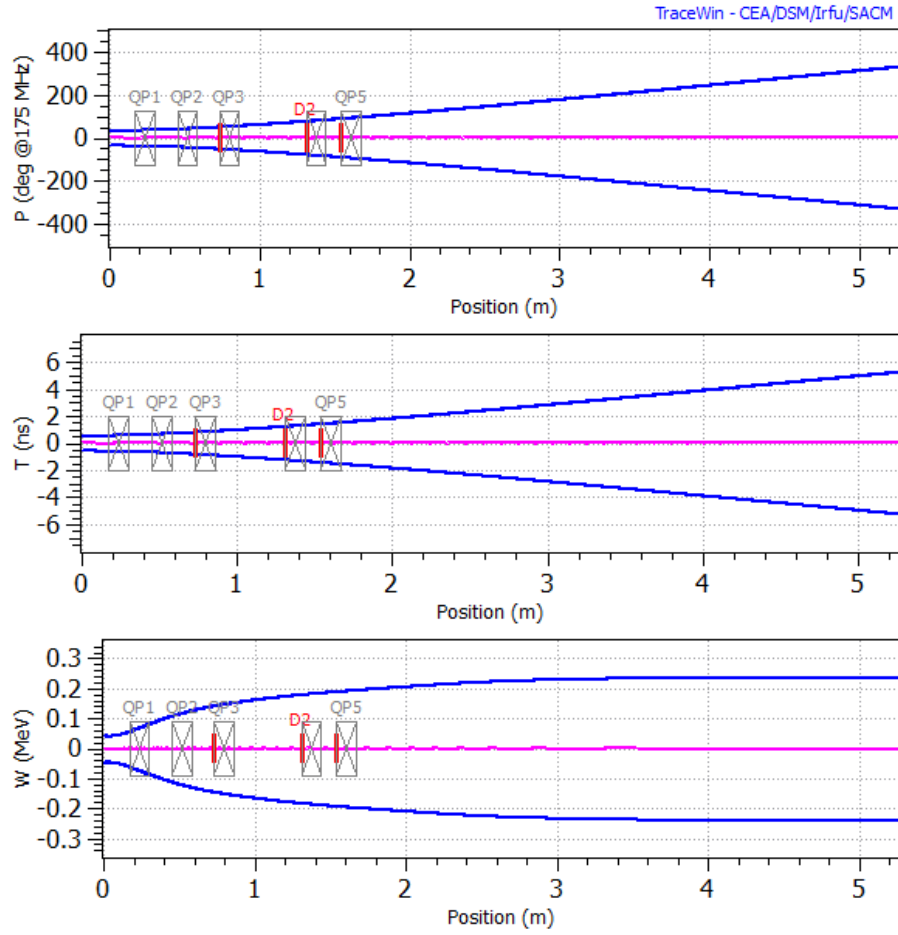 TraceWin - CEA/DSM/Irfu/SACM
P (deg @175 MHz)
400
200
0
-200
-400
QP1 QP2 QP3 D2 QP5
0 1 2 3 4 5
Position (m)
T (ns)
6
4
2
0
-2
-4
-6
QP1 QP2 QP3 D2 QP5
0 1 2 3 4 5
Position (m)
W (MeV)
0.3
0.2
0.1
0
-0.1
-0.2
-0.3
QP1 QP2 QP3 D2 QP5
0 1 2 3 4 5
Position (m)